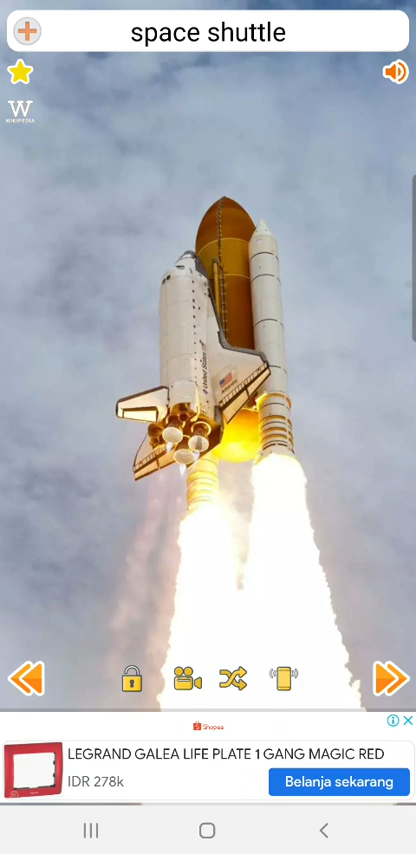 space shuttle
W
WIKIPEDIA
United States
Shopee
LEGRAND GALEA LIFE PLATE 1 GANG MAGIC RED
IDR 278k
Belanja sekarang